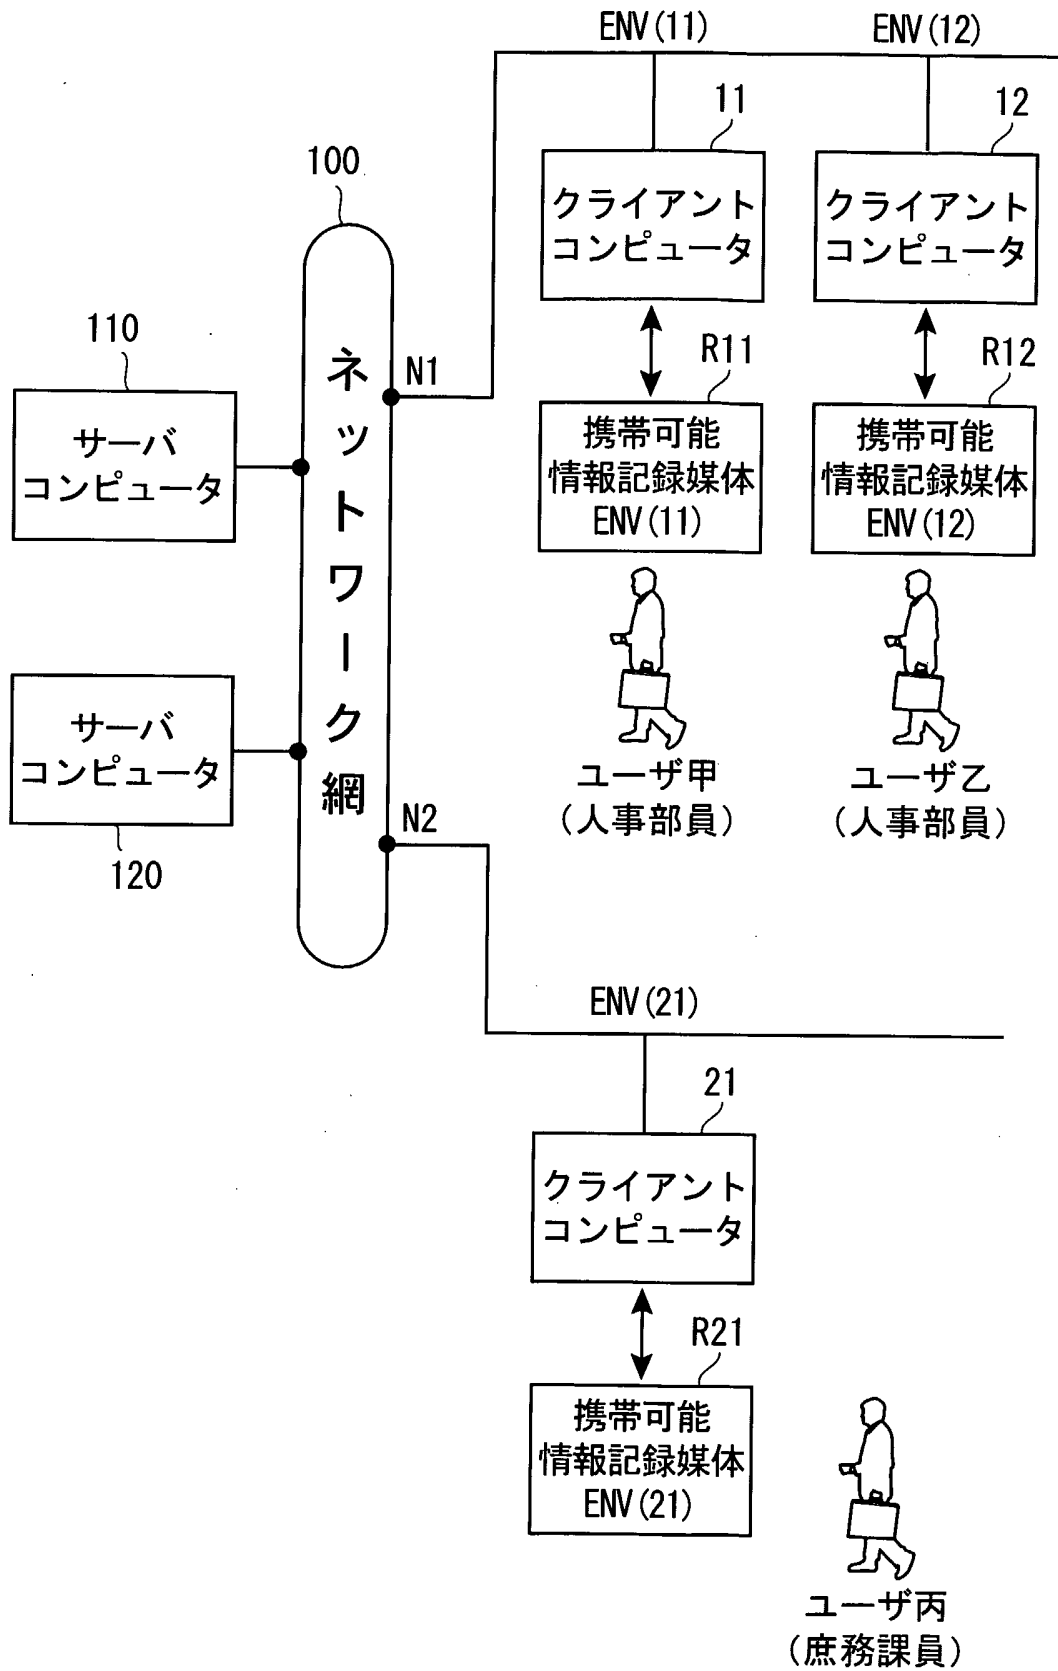 ENV(11)
ENV(12)
11
12
クライアント
コンピュータ
クライアント
コンピュータ
100
110
サーバ
コンピュータ
ネットワーク網
N1
R11
R12
携帯可能
情報記録媒体
ENV(11)
携帯可能
情報記録媒体
ENV(12)
ユーザ甲
(人事部員)
ユーザ乙
(人事部員)
サーバ
コンピュータ
120
N2
ENV(21)
21
クライアント
コンピュータ
R21
携帯可能
情報記録媒体
ENV(21)
ユーザ丙
(庶務課員)